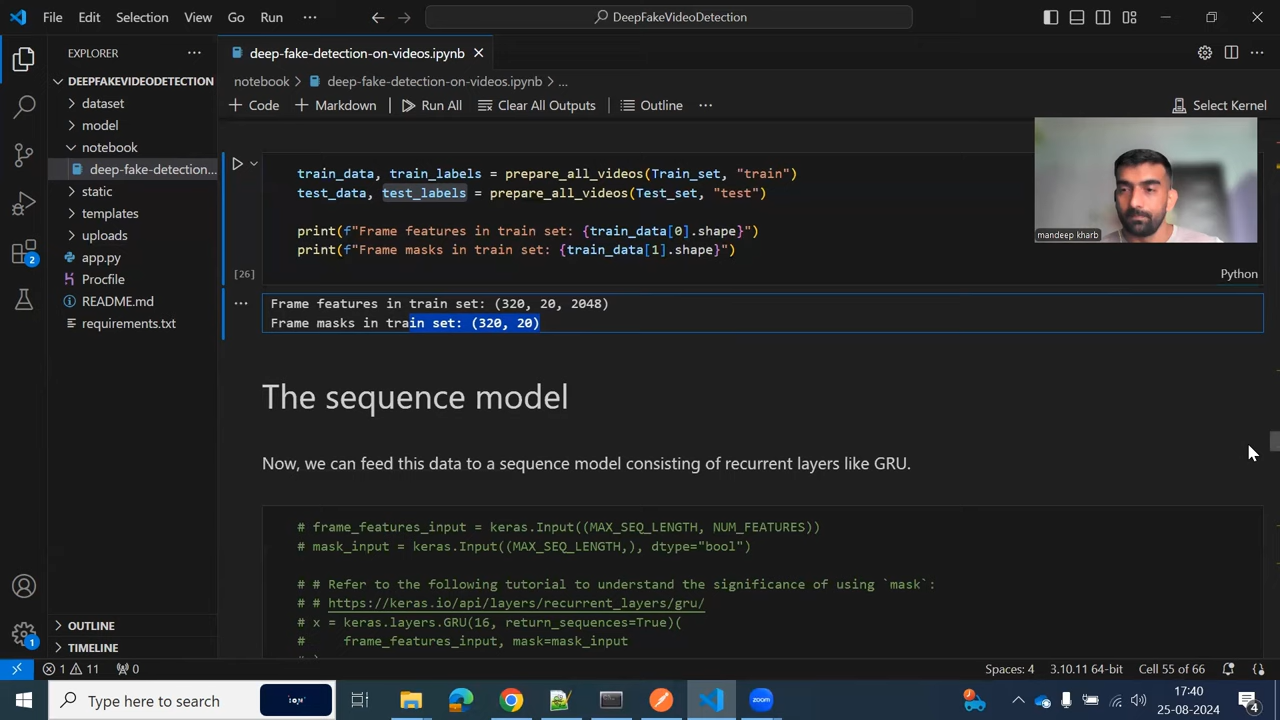 File Edit Selection View Go Run ··· DeepFakeVideoDetection
EXPLORER ···
DEEPFAKEVIDEODETECTION
dataset
model
notebook
deep-fake-detection...
static
templates
uploads
app.py
Procfile
README.md
requirements.txt
OUTLINE
TIMELINE
2
1
deep-fake-detection-on-videos.ipynb
notebook > deep-fake-detection-on-videos.ipynb > ...
+ Code + Markdown Run All Clear All Outputs Outline ··· Select Kernel
train_data, train_labels = prepare_all_videos(Train_set, "train")
test_data, test_labels = prepare_all_videos(Test_set, "test")
print(f"Frame features in train set: {train_data[0].shape}")
print(f"Frame masks in train set: {train_data[1].shape}")
[26] Python
mandeep kharb
··· Frame features in train set: (320, 20, 2048)
Frame masks in train set: (320, 20)
The sequence model
Now, we can feed this data to a sequence model consisting of recurrent layers like GRU.
# frame_features_input = keras.Input((MAX_SEQ_LENGTH, NUM_FEATURES))
# mask_input = keras.Input((MAX_SEQ_LENGTH,), dtype="bool")
# # Refer to the following tutorial to understand the significance of using `mask`:
# # https://keras.io/api/layers/recurrent_layers/gru/
# x = keras.layers.GRU(16, return_sequences=True)(
#     frame_features_input, mask=mask_input
# )
1 11 0 Spaces: 4 3.10.11 64-bit Cell 55 of 66
Type here to search 17:40
25-08-2024 4